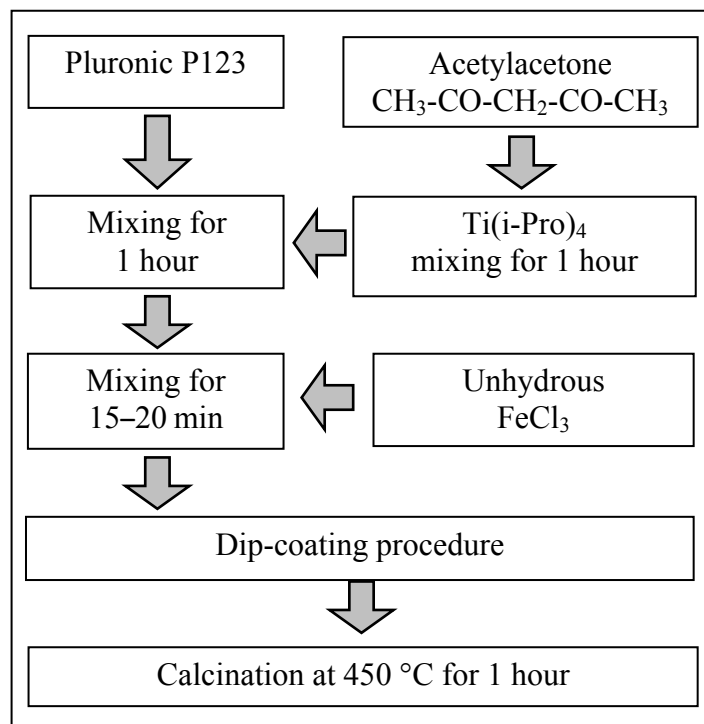 Pluronic P123
Acetylacetone
CH₃-CO-CH₂-CO-CH₃
Mixing for
1 hour
Ti(i-Pro)₄
mixing for 1 hour
Mixing for
15–20 min
Unhydrous
FeCl₃
Dip-coating procedure
Calcination at 450 °C for 1 hour